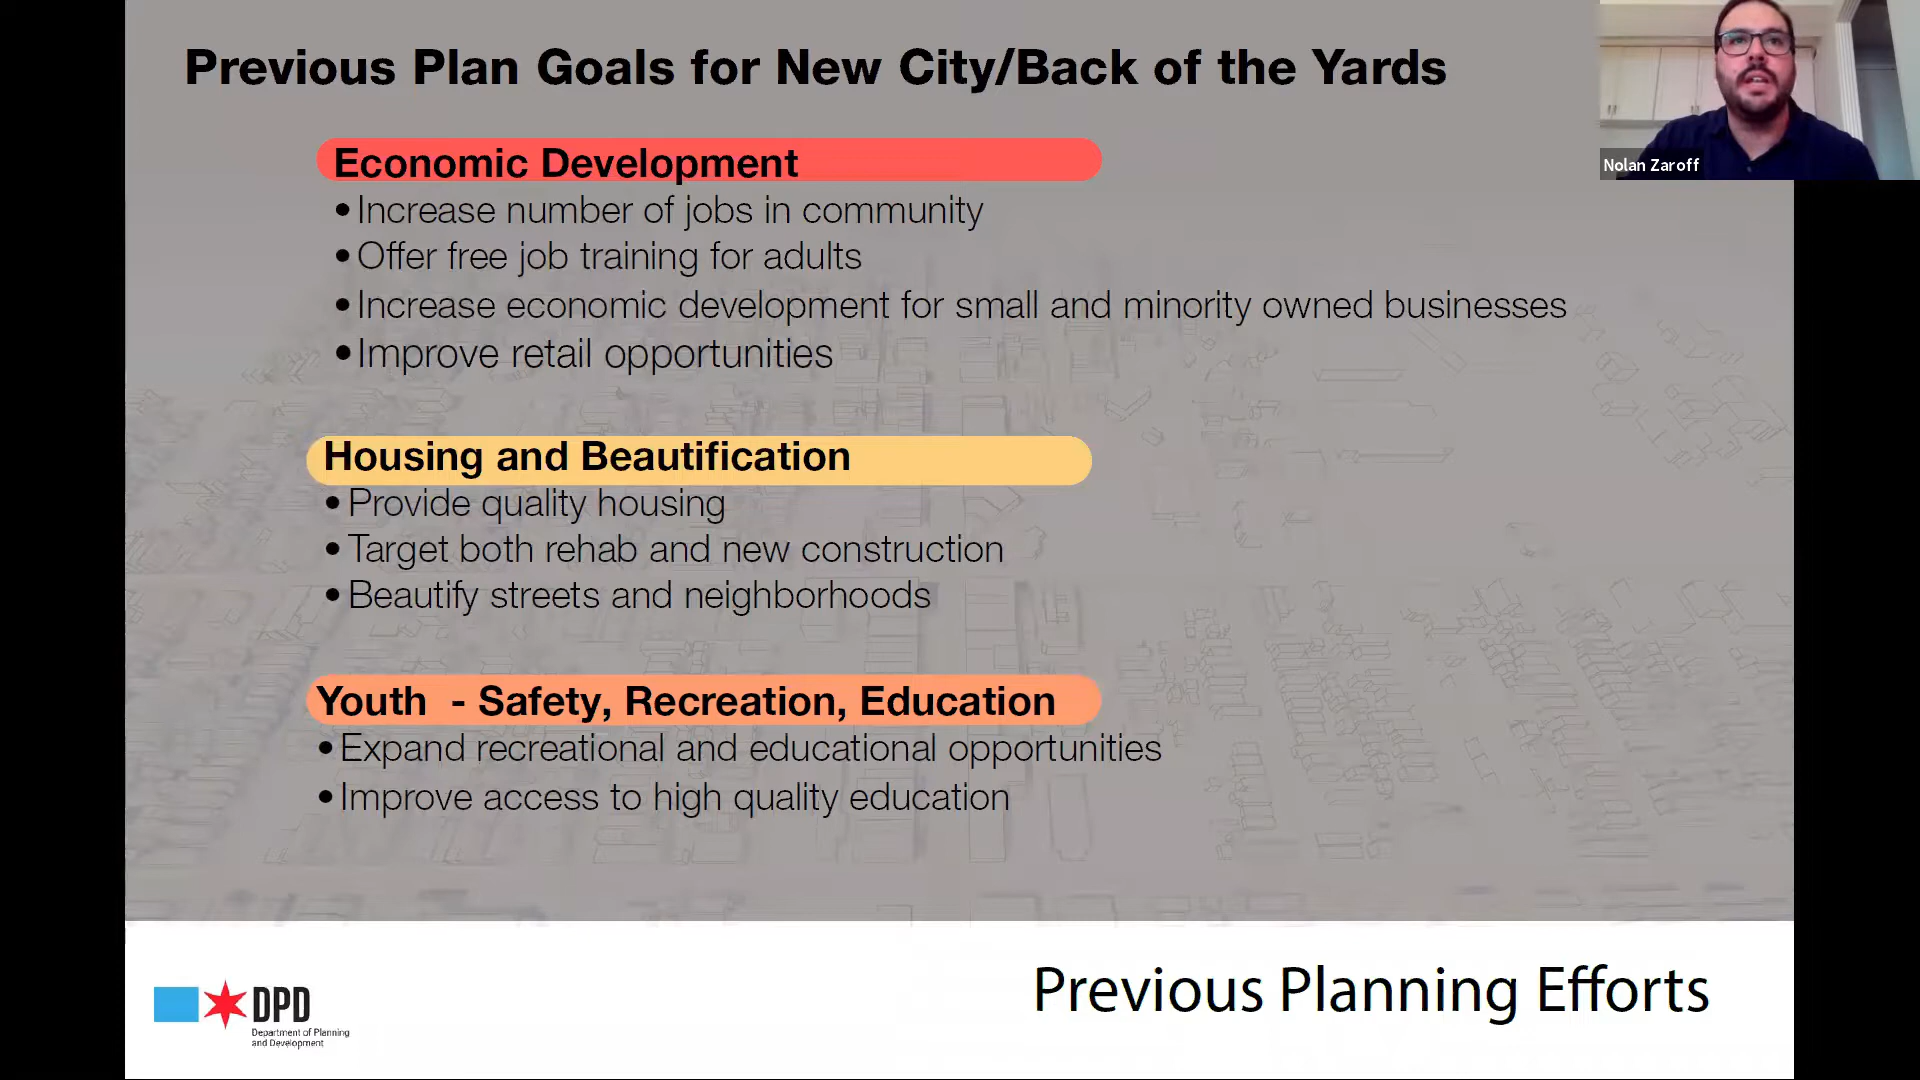 Previous Plan Goals for New City/Back of the Yards
Nolan Zaroff
Economic Development
•Increase number of jobs in community
•Offer free job training for adults
•Increase economic development for small and minority owned businesses
•Improve retail opportunities
Housing and Beautification
•Provide quality housing
•Target both rehab and new construction
•Beautify streets and neighborhoods
Youth - Safety, Recreation, Education
•Expand recreational and educational opportunities
•Improve access to high quality education
DPD
Department of Planning
and Development
Previous Planning Efforts